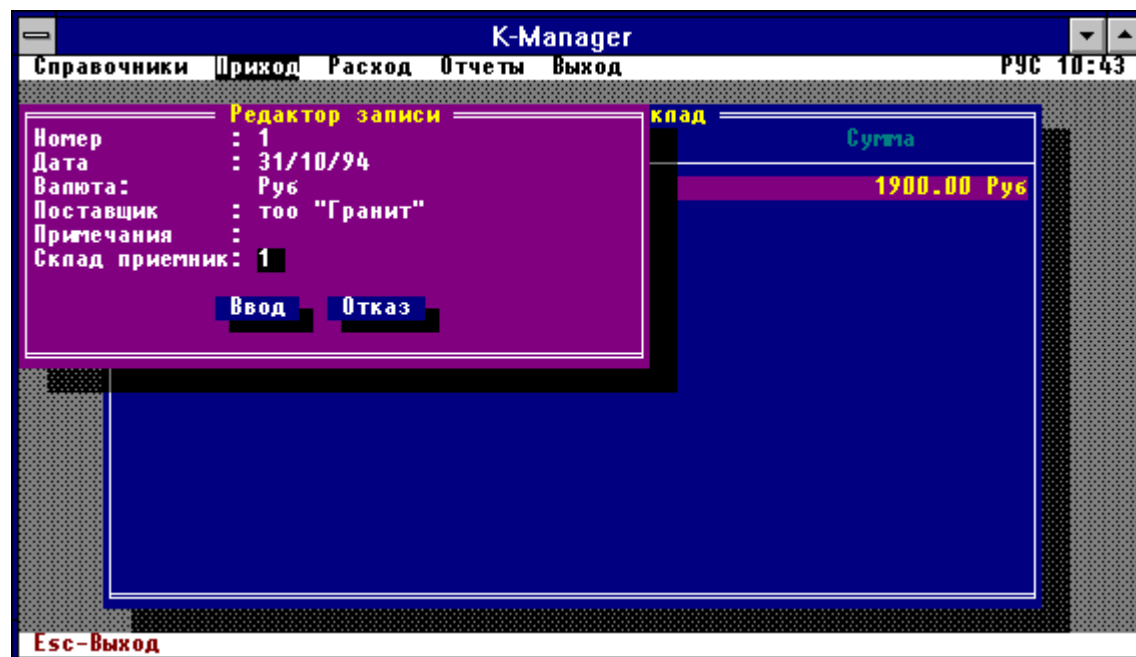 K-Manager
Справочники Приход Расход Отчеты Выход РУС 10:43
Редактор записи
клад
Номер : 1
Сумма
Дата : 31/10/94
Валюта: Руб
1900.00 Руб
Поставщик : тоо "Гранит"
Примечания :
Склад приемник: 1
Ввод Отказ
Esc-Выход